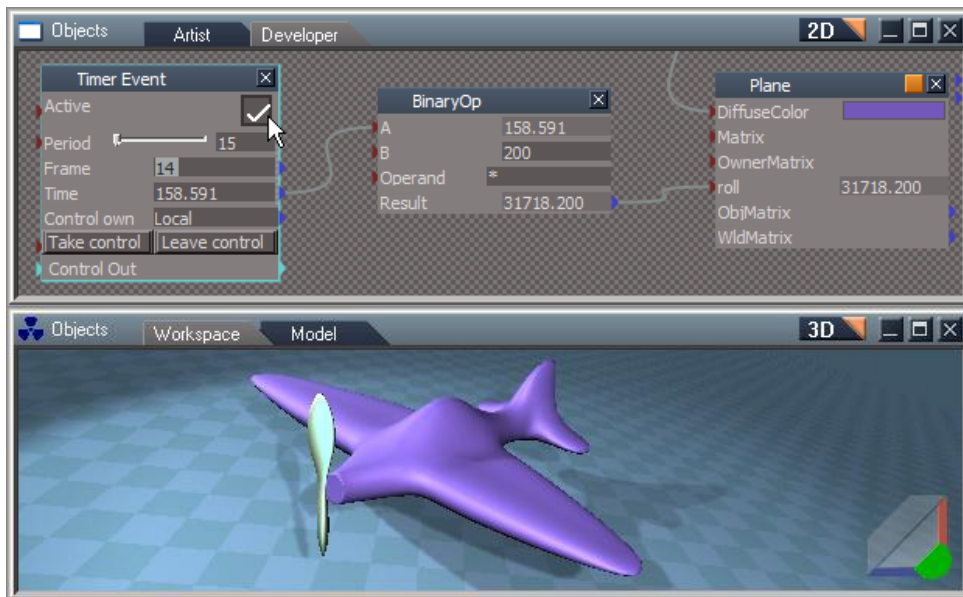 Objects Artist Developer 2D
Timer Event
Active
Period 15
Frame 14
Time 158.591
Control own Local
Take control Leave control
Control Out
BinaryOp
A 158.591
B 200
Operand *
Result 31718.200
Plane
DiffuseColor
Matrix
OwnerMatrix
roll 31718.200
ObjMatrix
WldMatrix
Objects Workspace Model 3D